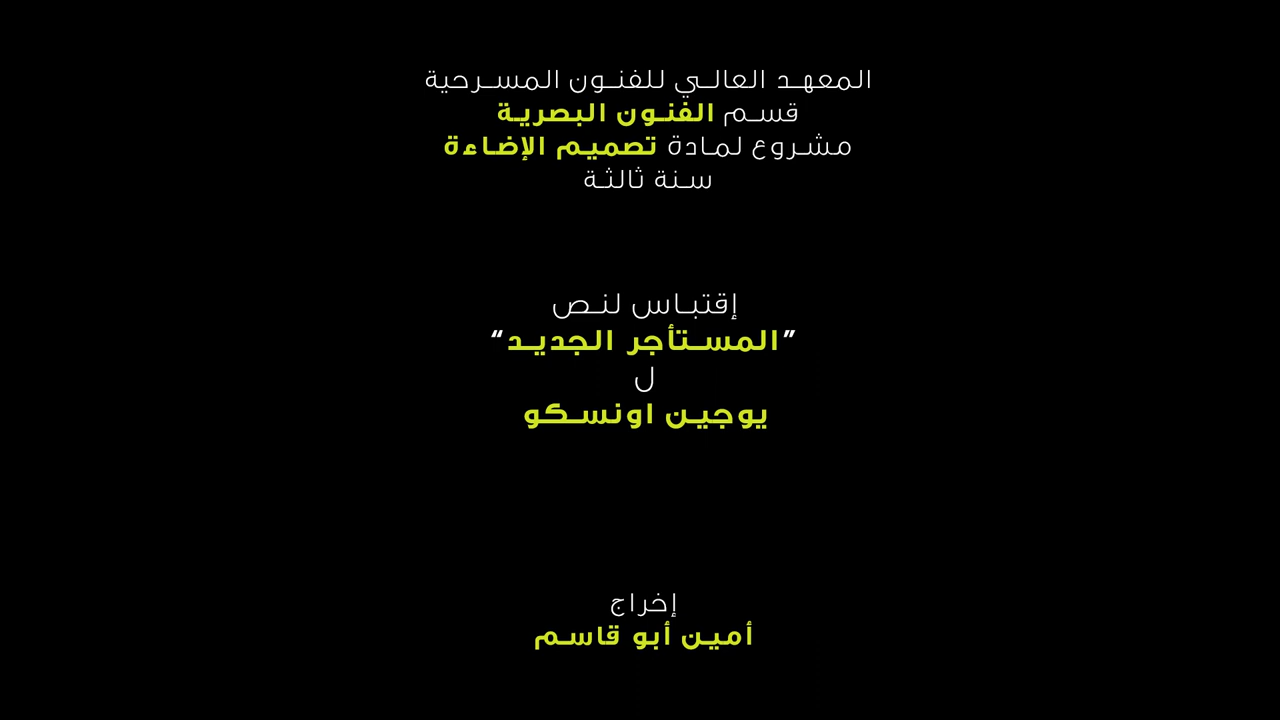 المعهد العالي للفنون المسرحية
قسم الفنون البصرية
مشروع لمادة تصميم الإضاءة
سنة ثالثة
إقتباس لنص
”المستأجر الجديد“
ل
يوجين اونسكو
إخراج
أمين أبو قاسم